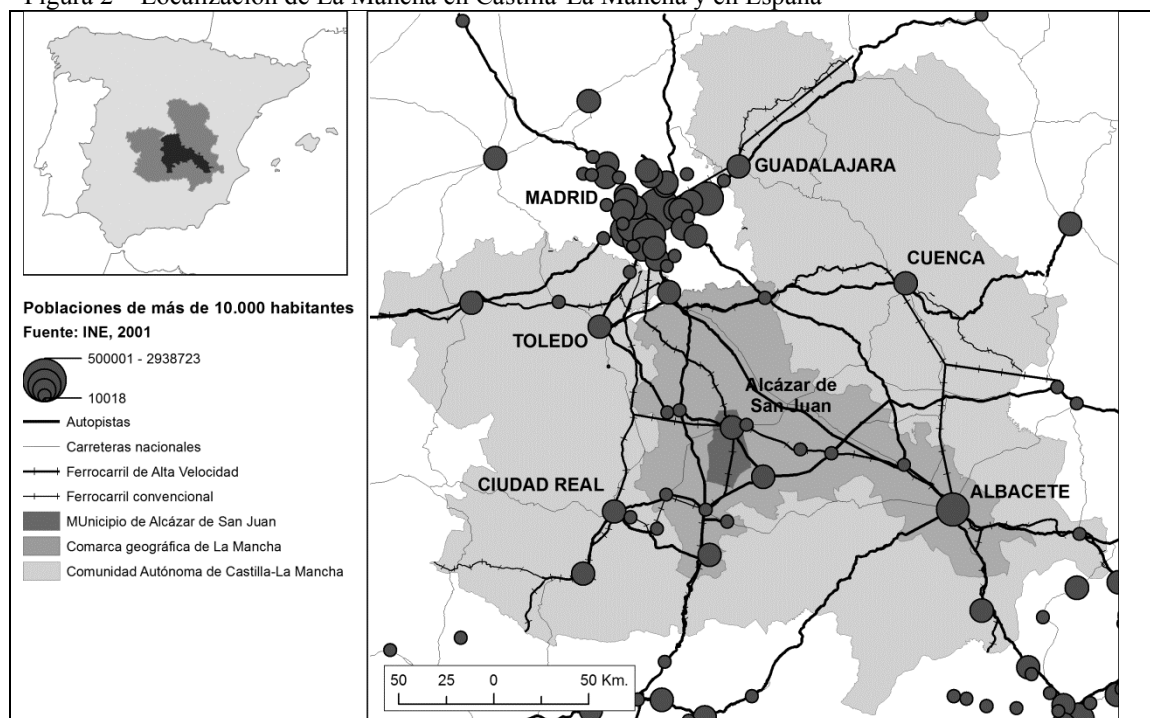 Figura 2 – Localización de La Mancha en Castilla-La Mancha y en España
Poblaciones de más de 10.000 habitantes
Fuente: INE, 2001
500001 - 2938723
10018
Autopistas
Carreteras nacionales
Ferrocarril de Alta Velocidad
Ferrocarril convencional
MUnicipio de Alcázar de San Juan
Comarca geográfica de La Mancha
Comunidad Autónoma de Castilla-La Mancha
GUADALAJARA
MADRID
CUENCA
TOLEDO
Alcázar de
San Juan
CIUDAD REAL
ALBACETE
50 25 0 50 Km.